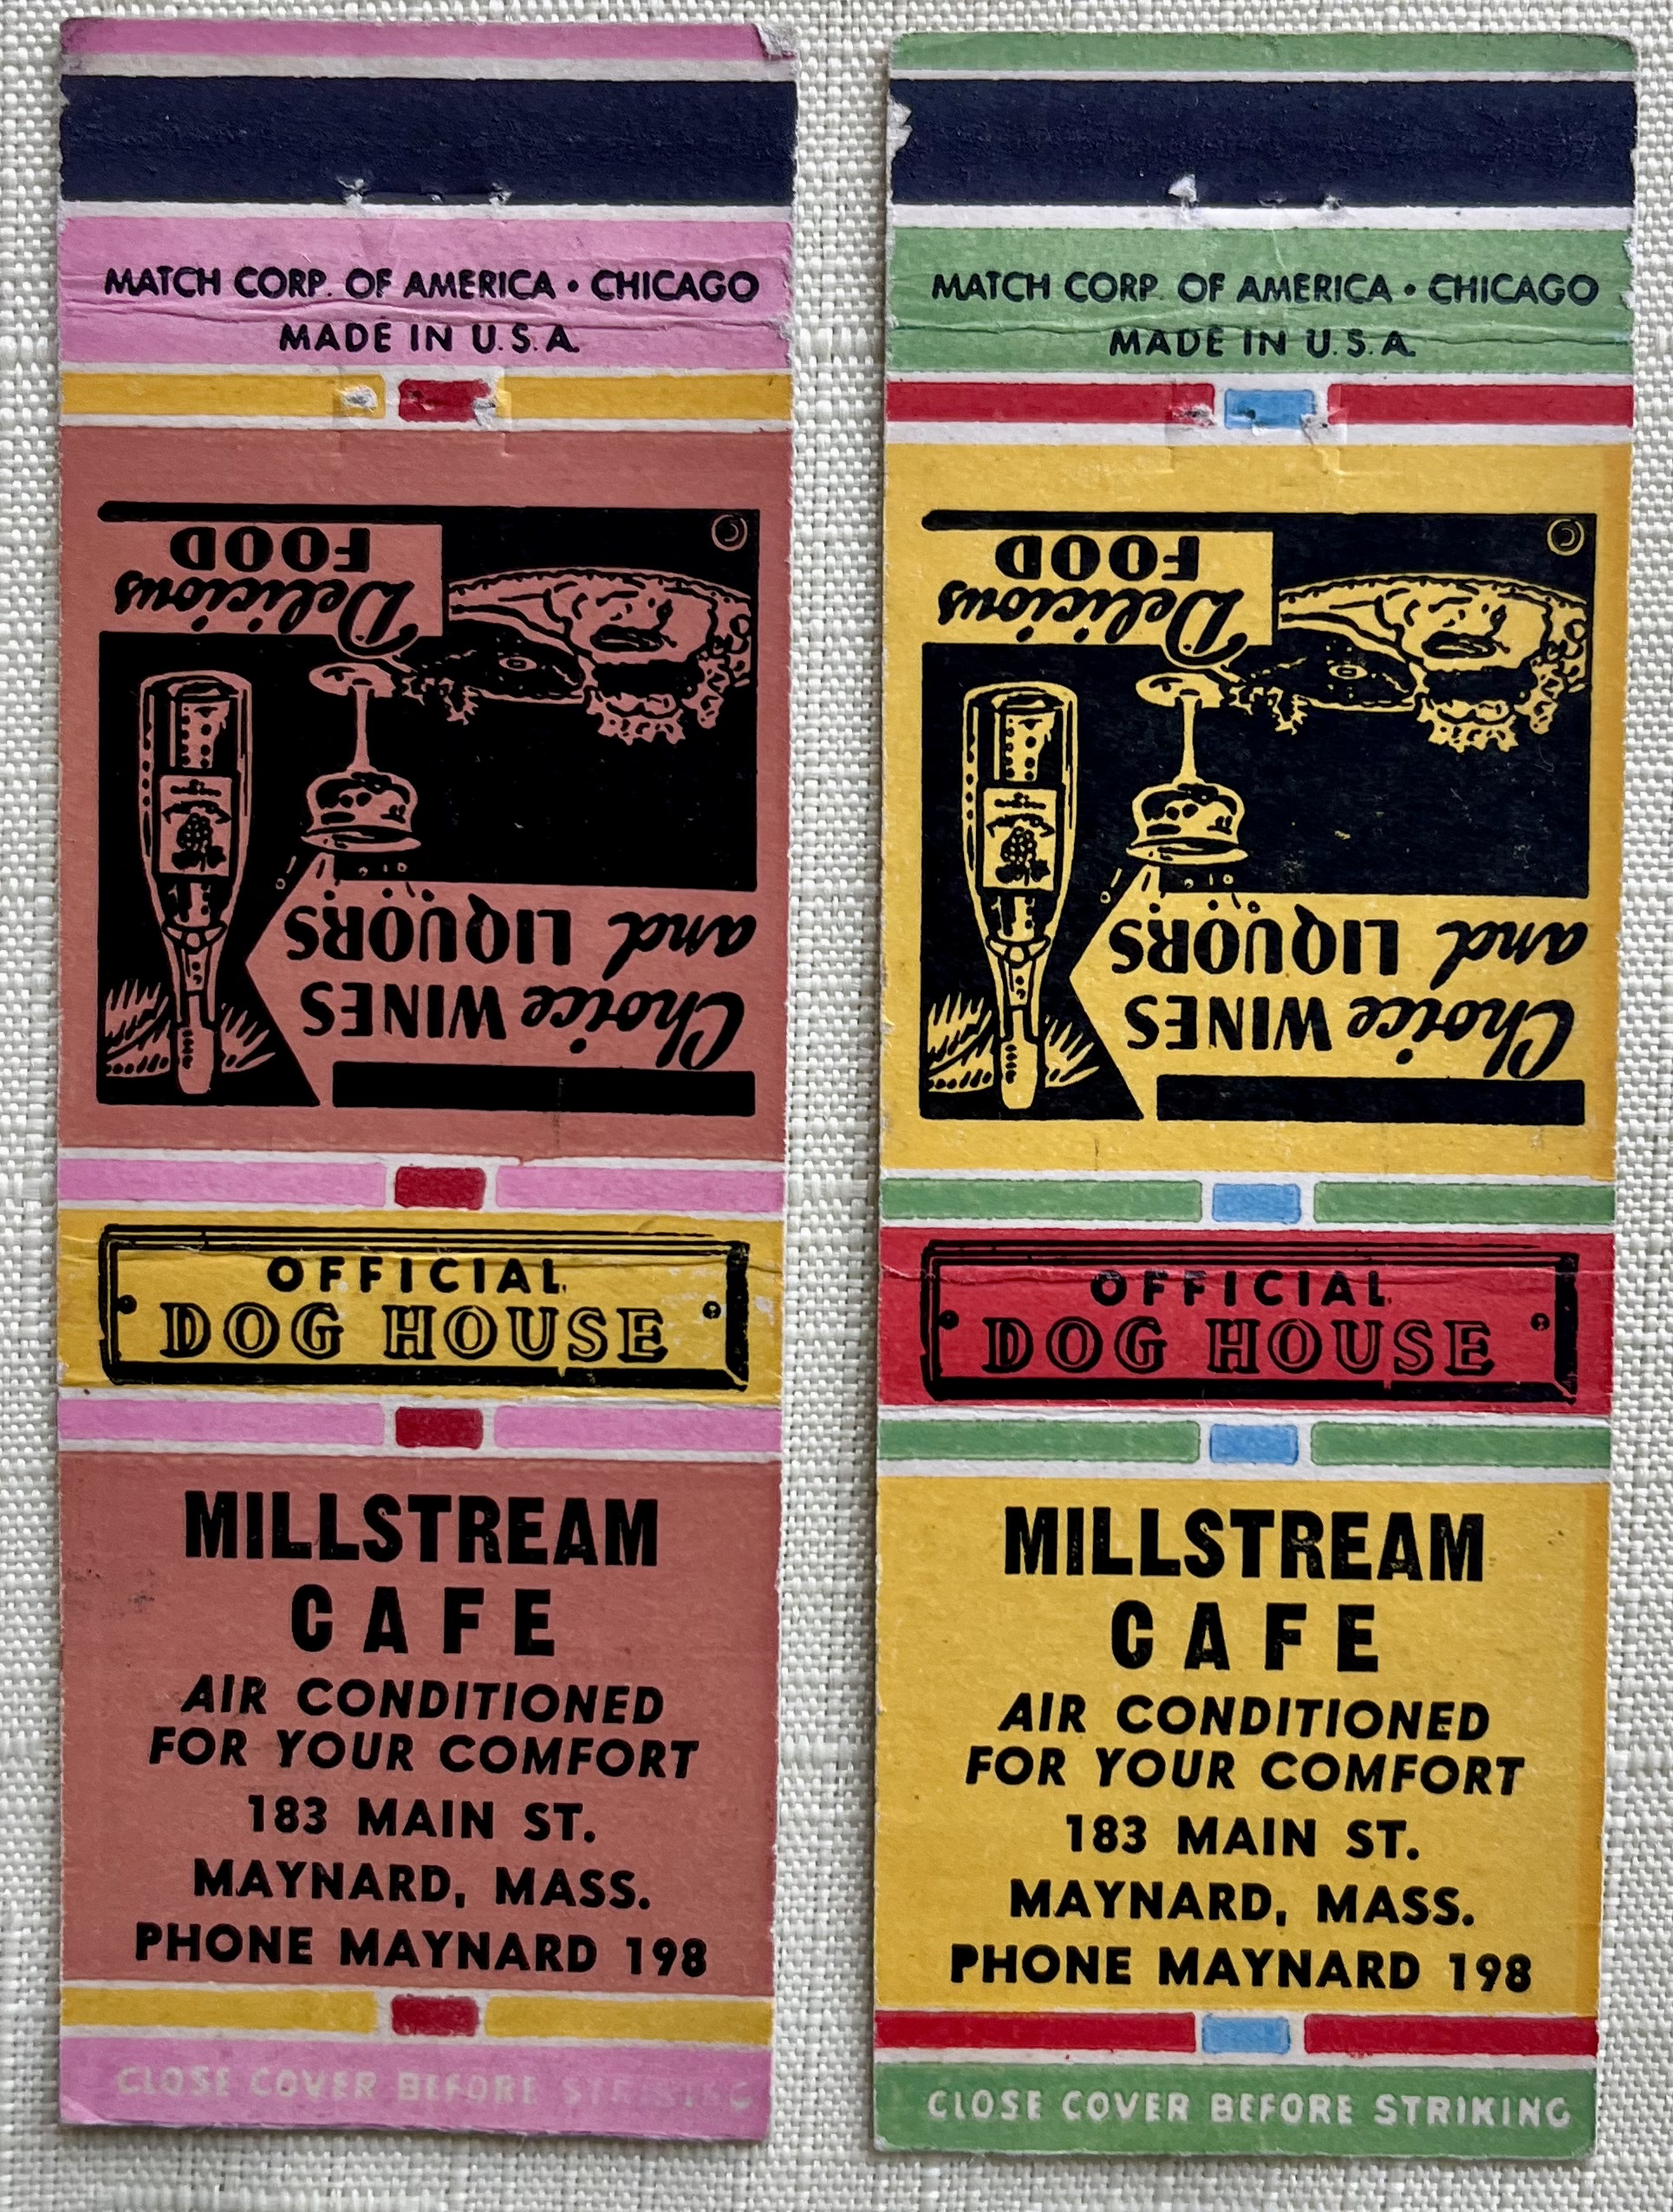 MATCH CORP. OF AMERICA • CHICAGO
MADE IN U.S.A.
Delicious
FOOD
Choice WINES
and LIQUORS
OFFICIAL
DOG HOUSE
MILLSTREAM
CAFE
AIR CONDITIONED
FOR YOUR COMFORT
183 MAIN ST.
MAYNARD, MASS.
PHONE MAYNARD 198
CLOSE COVER BEFORE STRIKING
MATCH CORP. OF AMERICA • CHICAGO
MADE IN U.S.A.
Delicious
FOOD
Choice WINES
and LIQUORS
OFFICIAL
DOG HOUSE
MILLSTREAM
CAFE
AIR CONDITIONED
FOR YOUR COMFORT
183 MAIN ST.
MAYNARD, MASS.
PHONE MAYNARD 198
CLOSE COVER BEFORE STRIKING